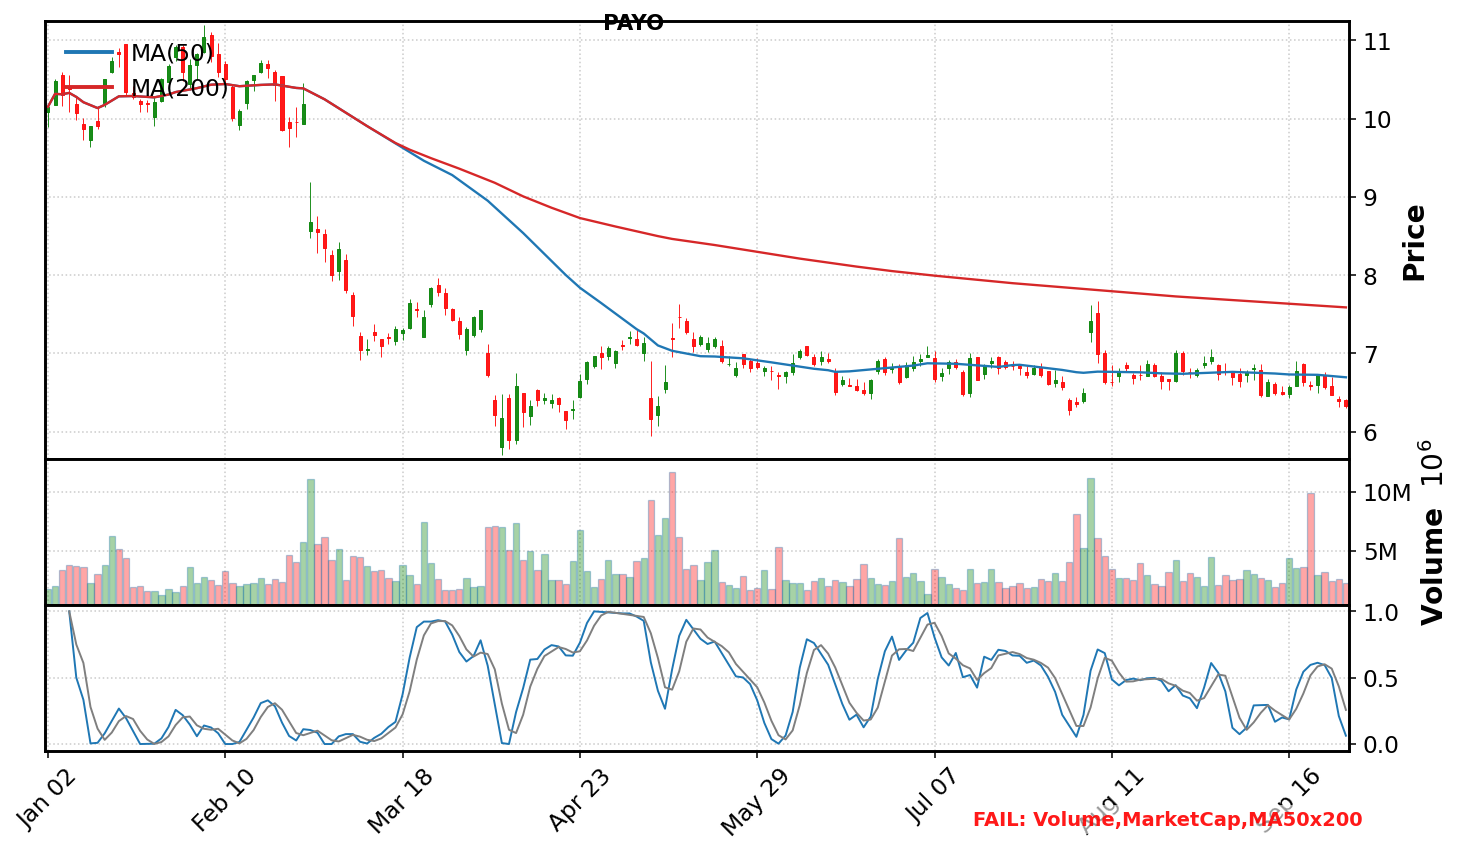 PAYO
MA(50)
MA(200)
11
10
9
8
7
6
Price
10M
5M
Volume 10⁶
1.0
0.5
0.0
Jan 02
Feb 10
Mar 18
Apr 23
May 29
Jul 07
Aug 11
Sep 16
FAIL: Volume,MarketCap,MA50x200